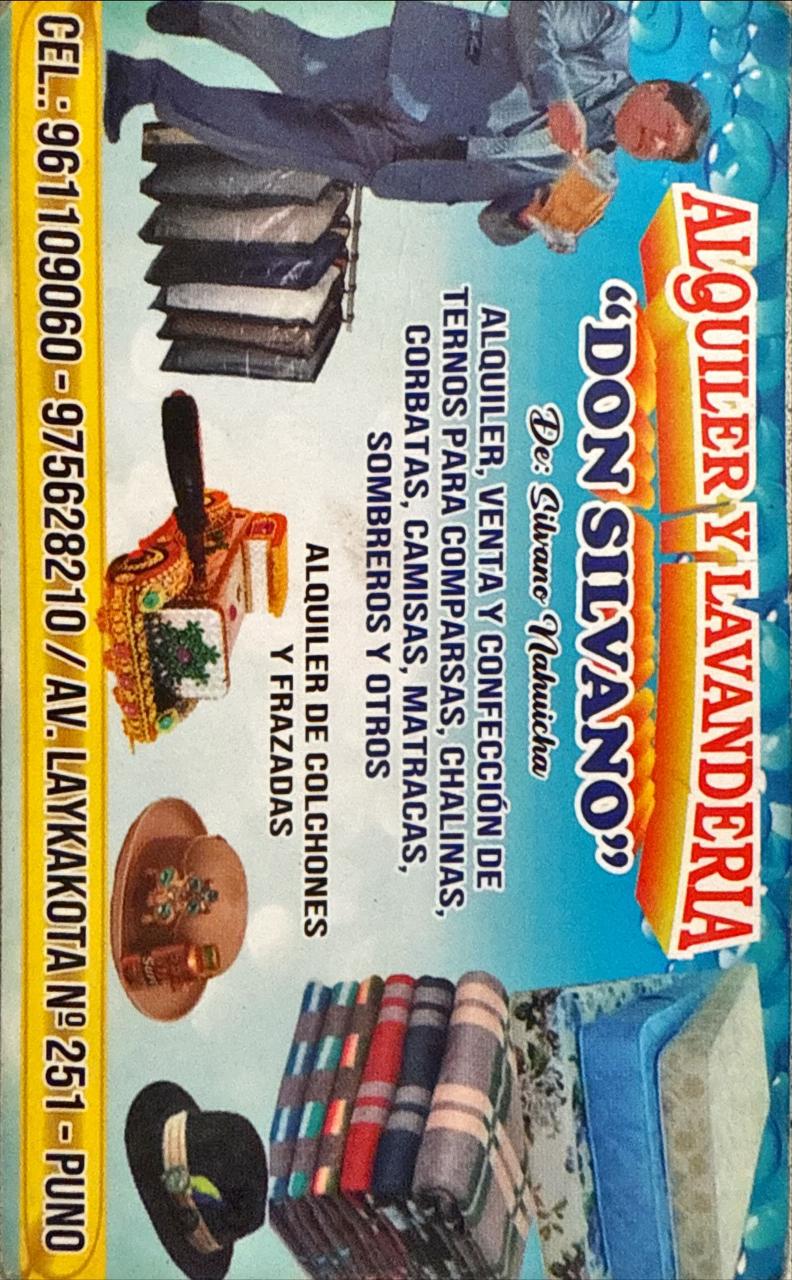 ALQUILER Y LAVANDERIA
“DON SILVANO”
De: Silvano Nahuicha
ALQUILER, VENTA Y CONFECCIÓN DE
TERNOS PARA COMPARSAS, CHALINAS,
CORBATAS, CAMISAS, MATRACAS,
SOMBREROS Y OTROS
ALQUILER DE COLCHONES
Y FRAZADAS
CEL.: 961109060 - 975628210 / AV. LAYKAKOTA Nº 251 - PUNO